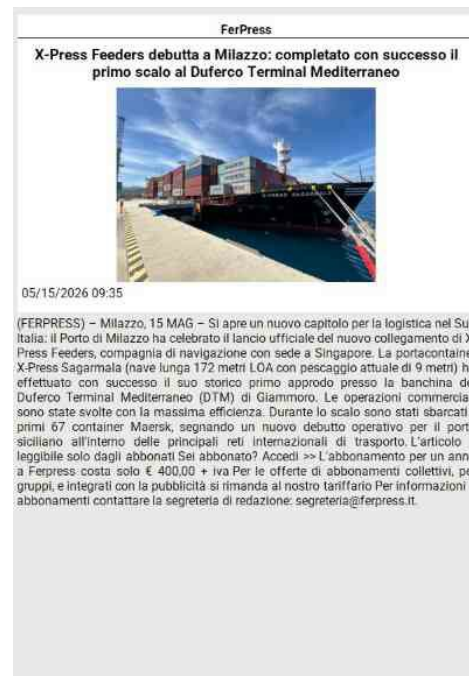 FerPress
X-Press Feeders debutta a Milazzo: completato con successo il
primo scalo al Duferco Terminal Mediterraneo
05/15/2026 09:35
(FERPRESS) – Milazzo, 15 MAG – Si apre un nuovo capitolo per la logistica nel Su
Italia: il Porto di Milazzo ha celebrato il lancio ufficiale del nuovo collegamento di X
Press Feeders, compagnia di navigazione con sede a Singapore. La portacontaine
X-Press Sagarmala (nave lunga 172 metri LOA con pescaggio attuale di 9 metri) h
effettuato con successo il suo storico primo approdo presso la banchina de
Duferco Terminal Mediterraneo (DTM) di Giammoro. Le operazioni commercia
sono state svolte con la massima efficienza. Durante lo scalo sono stati sbarcati
primi 67 container Maersk, segnando un nuovo debutto operativo per il port
siciliano all'interno delle principali reti internazionali di trasporto. L'articolo
leggibile solo dagli abbonati Sei abbonato? Accedi >> L'abbonamento per un ann
a Ferpress costa solo € 400,00 + iva Per le offerte di abbonamenti collettivi, pe
gruppi, e integrati con la pubblicità si rimanda al nostro tariffario Per informazioni
abbonamenti contattare la segreteria di redazione: segreteria@ferpress.it.